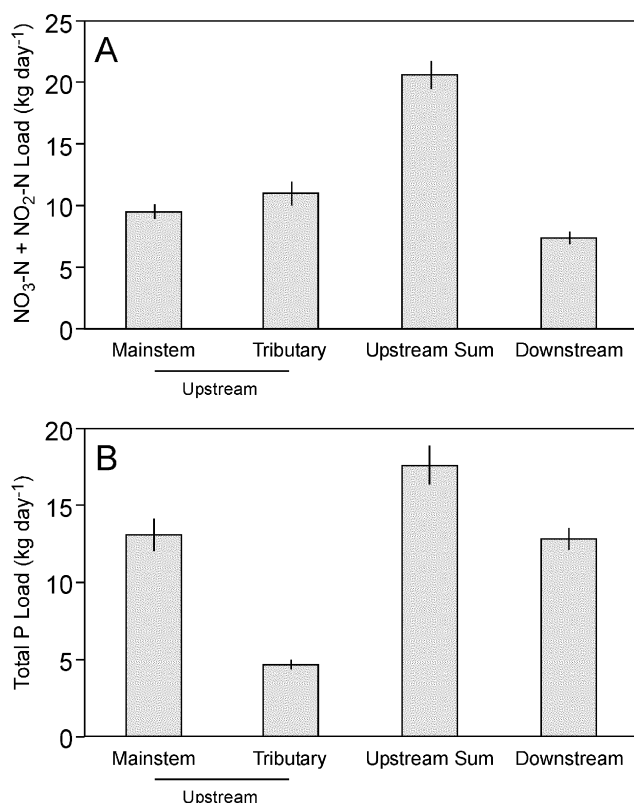 A
NO₃-N + NO₂-N Load (kg day⁻¹)
25
20
15
10
5
0
Mainstem Tributary Upstream Sum Downstream
Upstream
B
Total P Load (kg day⁻¹)
20
15
10
5
0
Mainstem Tributary Upstream Sum Downstream
Upstream